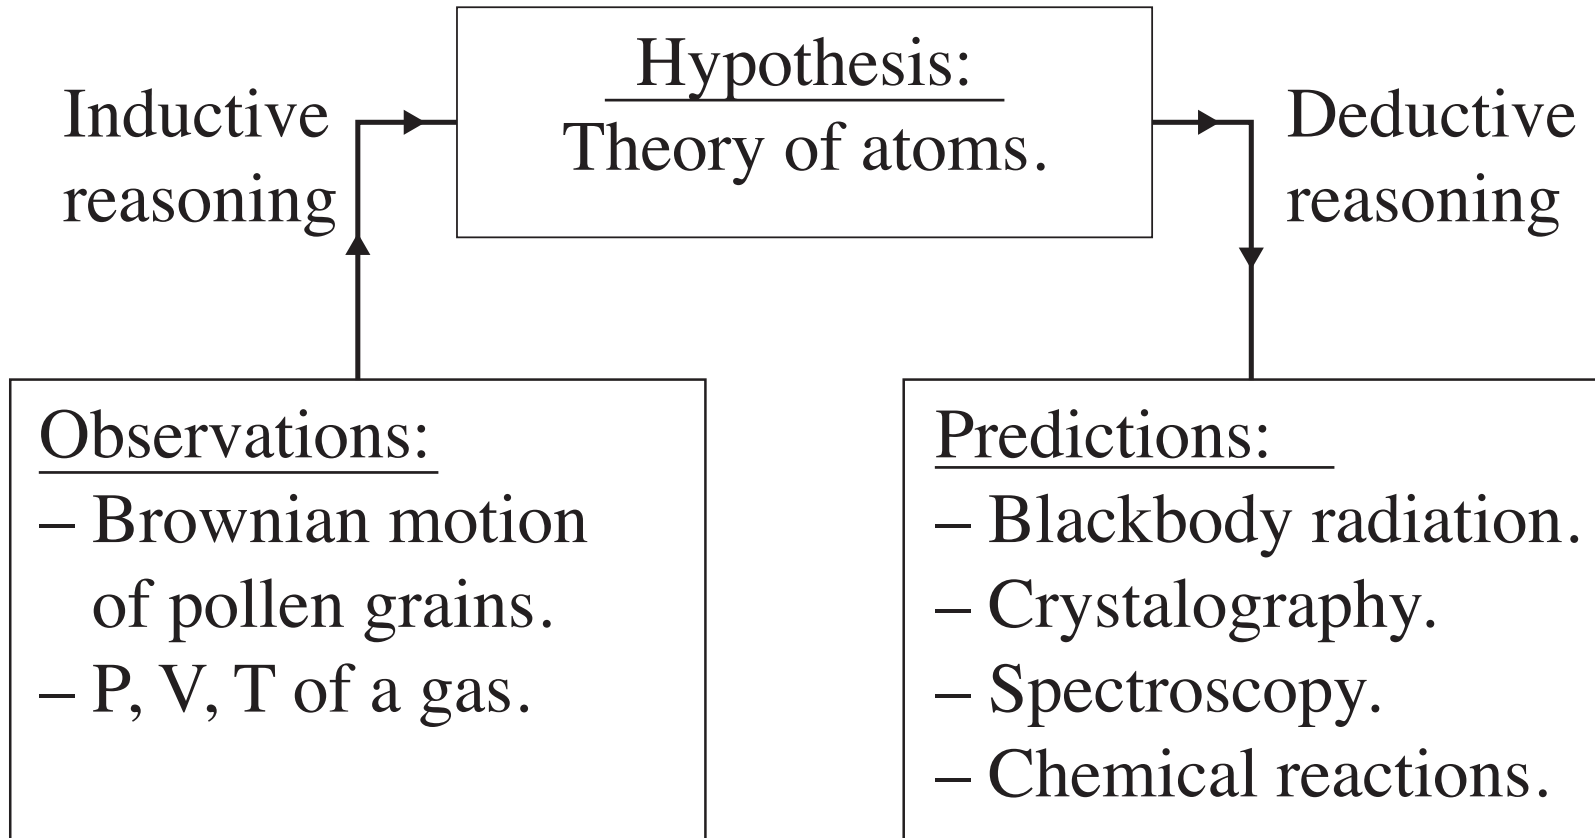 Hypothesis:
Theory of atoms.
Inductive
reasoning
Deductive
reasoning
Observations:
– Brownian motion
of pollen grains.
– P, V, T of a gas.
Predictions:
– Blackbody radiation.
– Crystalography.
– Spectroscopy.
– Chemical reactions.